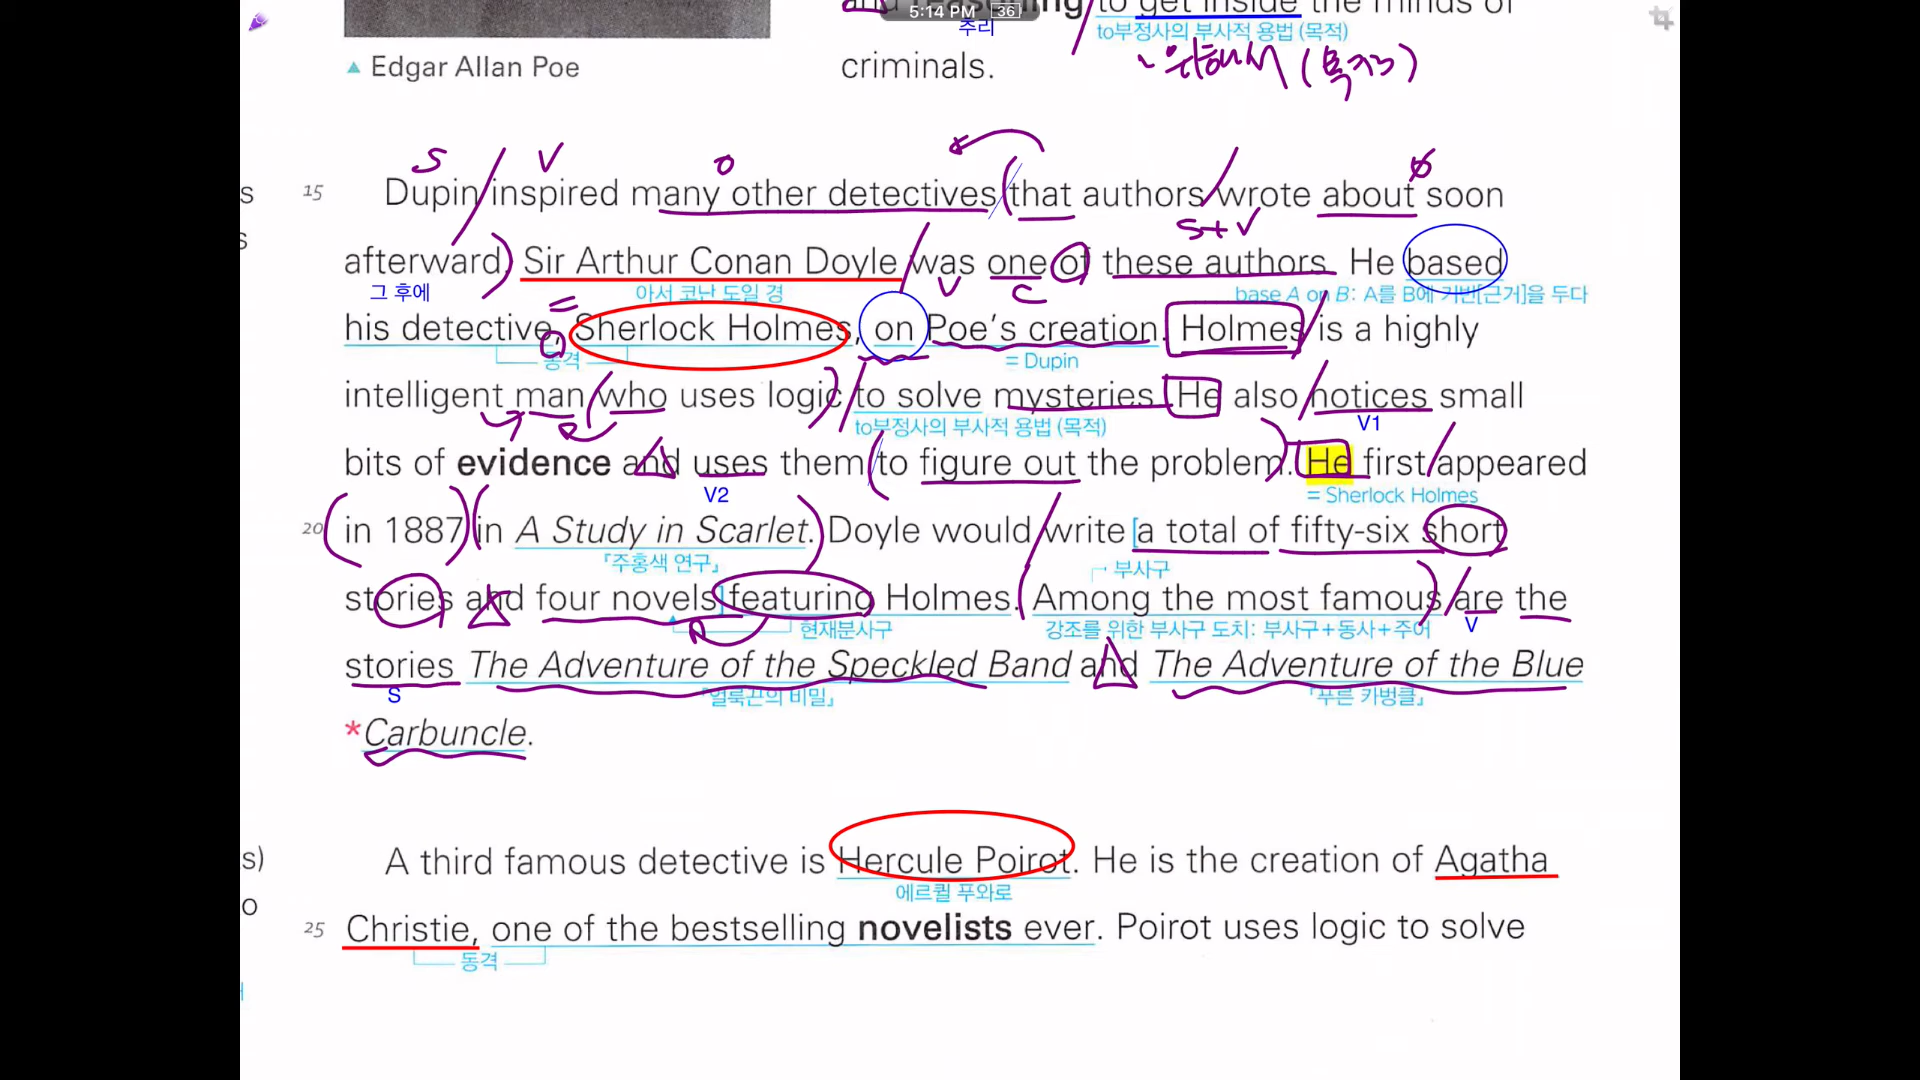 5:14 PM 36
to get inside the minds of
추리
to부정사의 부사적 용법 (목적)
~위해서 (목적)
▲ Edgar Allan Poe
criminals.
S V O
15 Dupin inspired many other detectives that authors wrote about soon
S+V
afterward. Sir Arthur Conan Doyle was one of these authors. He based
그 후에 아서 코난 도일 경 V C base A on B: A를 B에 기반[근거]을 두다
his detective, Sherlock Holmes, on Poe's creation. Holmes is a highly
동격 = Dupin
intelligent man who uses logic to solve mysteries. He also notices small
to부정사의 부사적 용법 (목적) V1
bits of evidence and uses them to figure out the problem. He first appeared
V2 = Sherlock Holmes
20 in 1887 in A Study in Scarlet. Doyle would write [a total of fifty-six short
『주홍색 연구』 부사구
stories and four novels] featuring Holmes. Among the most famous are the
현재분사구 강조를 위한 부사구 도치: 부사구+동사+주어 V
stories The Adventure of the Speckled Band and The Adventure of the Blue
S 『얼룩끈의 비밀』 『푸른 카벙클』
*Carbuncle.
s) A third famous detective is Hercule Poirot. He is the creation of Agatha
에르퀼 푸와로
25 Christie, one of the bestselling novelists ever. Poirot uses logic to solve
동격